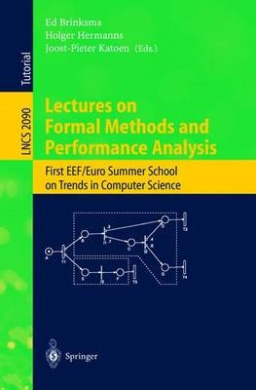 Ed Brinksma
Holger Hermanns
Joost-Pieter Katoen (Eds.)
Tutorial
LNCS 2090
Lectures on
Formal Methods and
Performance Analysis
First EEF/Euro Summer School
on Trends in Computer Science
Springer